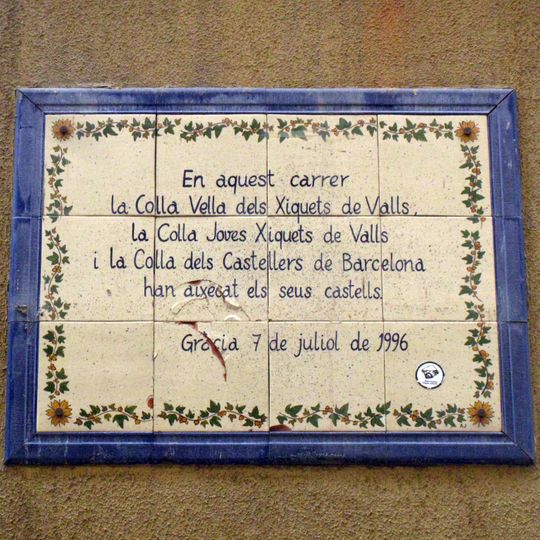 En aquest carrer
la Colla Vella dels Xiquets de Valls,
la Colla Joves Xiquets de Valls
i la Colla dels Castellers de Barcelona
han aixecat els seus castells.
Gràcia 7 de juliol de 1996